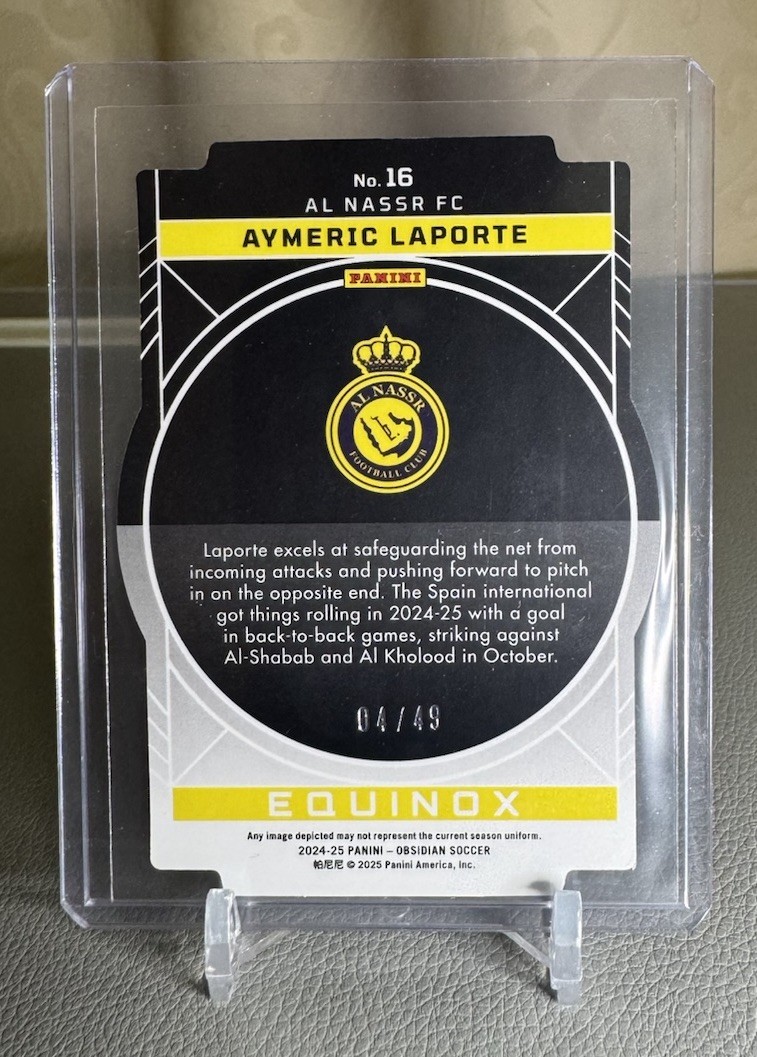 No. 16
AL NASSR FC
AYMERIC LAPORTE
PANINI
AL NASSR
FOOTBALL CLUB
Laporte excels at safeguarding the net from
incoming attacks and pushing forward to pitch
in on the opposite end. The Spain international
got things rolling in 2024-25 with a goal
in back-to-back games, striking against
Al-Shabab and Al Kholood in October.
04/49
EQUINOX
Any image depicted may not represent the current season uniform.
2024-25 PANINI – OBSIDIAN SOCCER
帕尼尼 © 2025 Panini America, Inc.